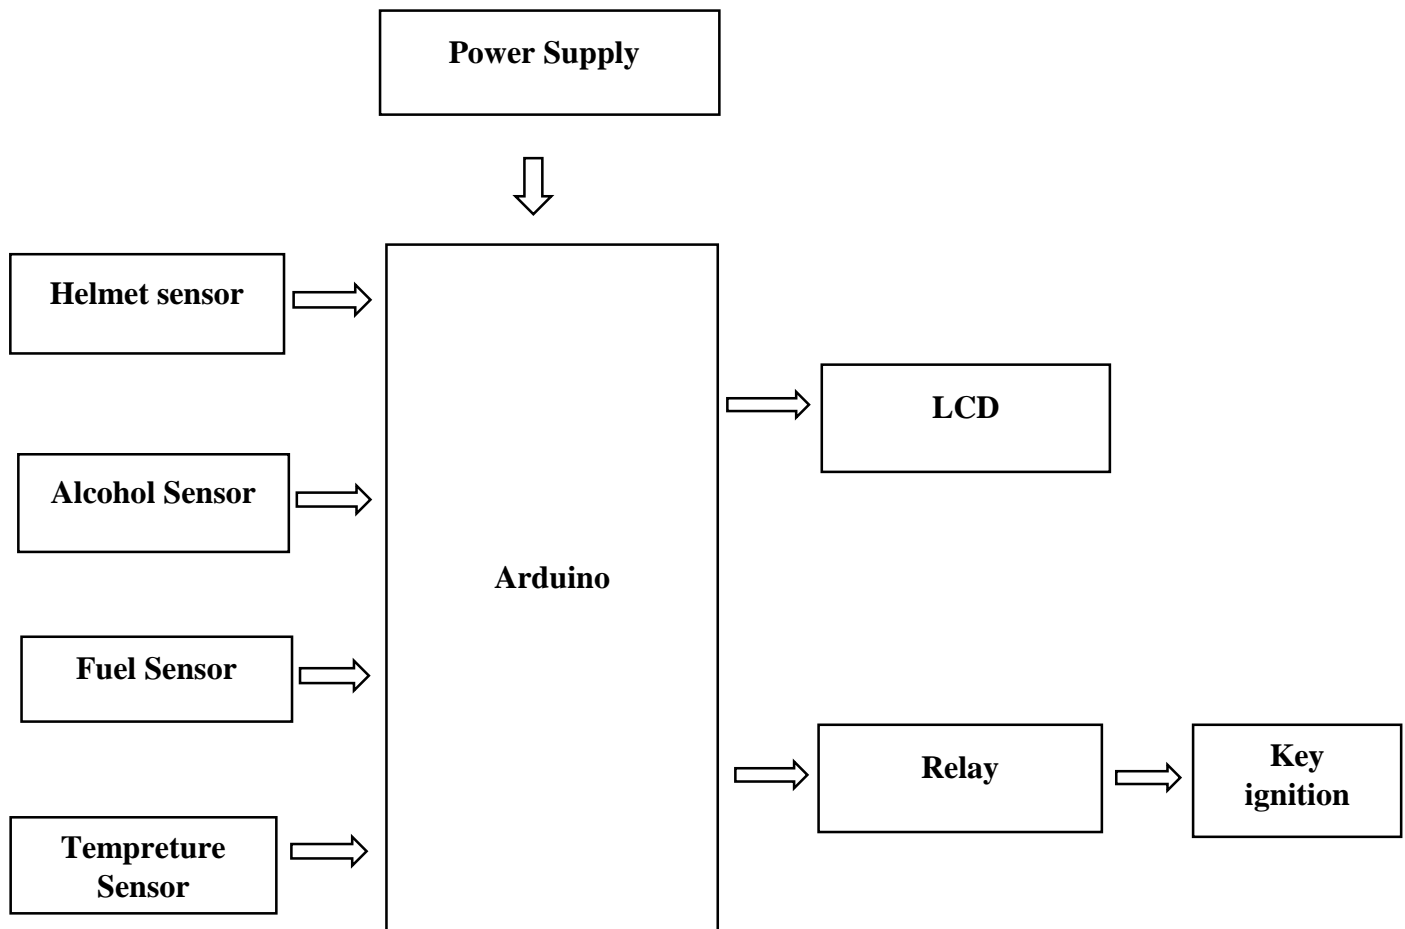 Power Supply
Helmet sensor
LCD
Alcohol Sensor
Arduino
Fuel Sensor
Relay
Key
ignition
Tempreture
Sensor